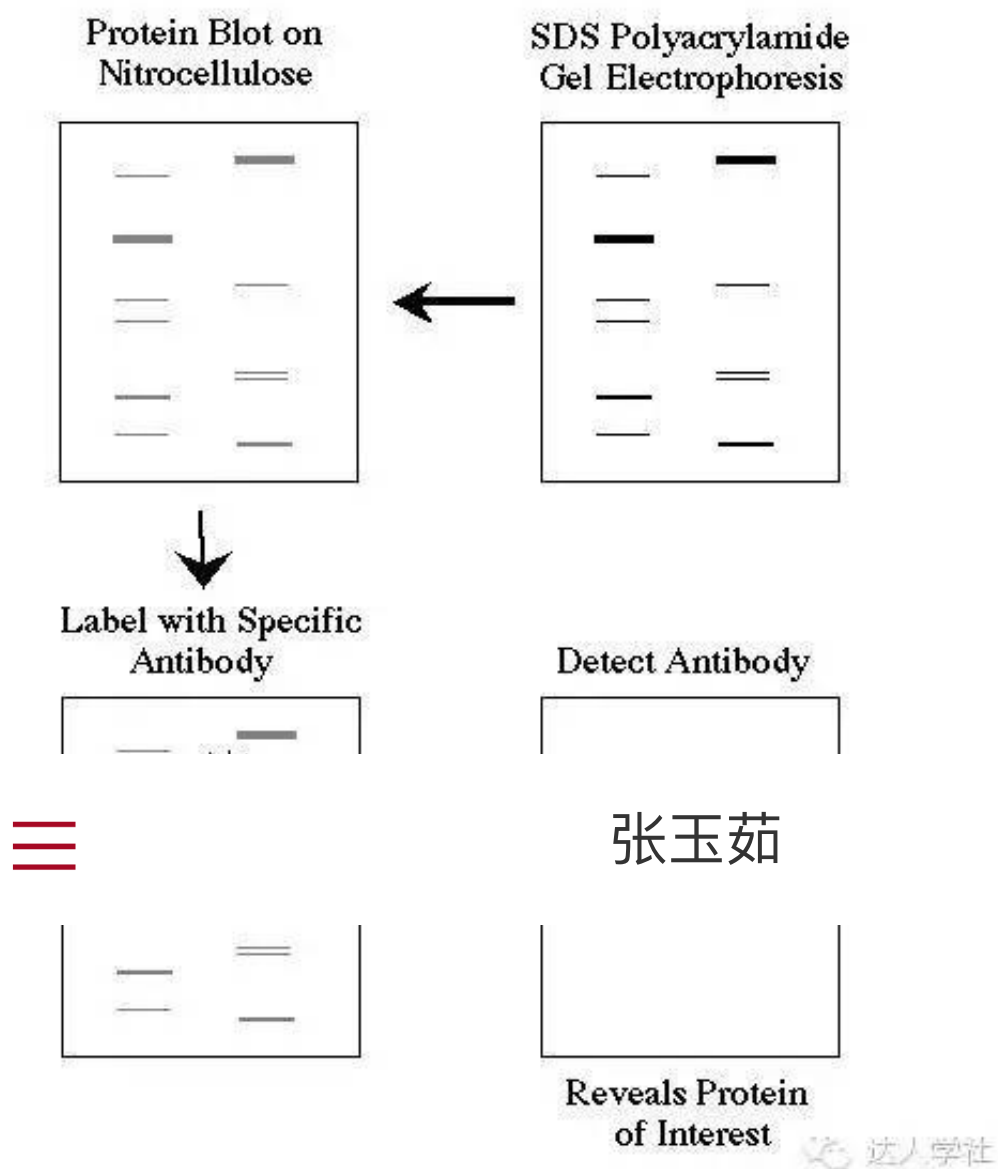 Protein Blot on
Nitrocellulose
SDS Polyacrylamide
Gel Electrophoresis
Label with Specific
Antibody
Detect Antibody
张玉茹
Reveals Protein
of Interest
达人学社